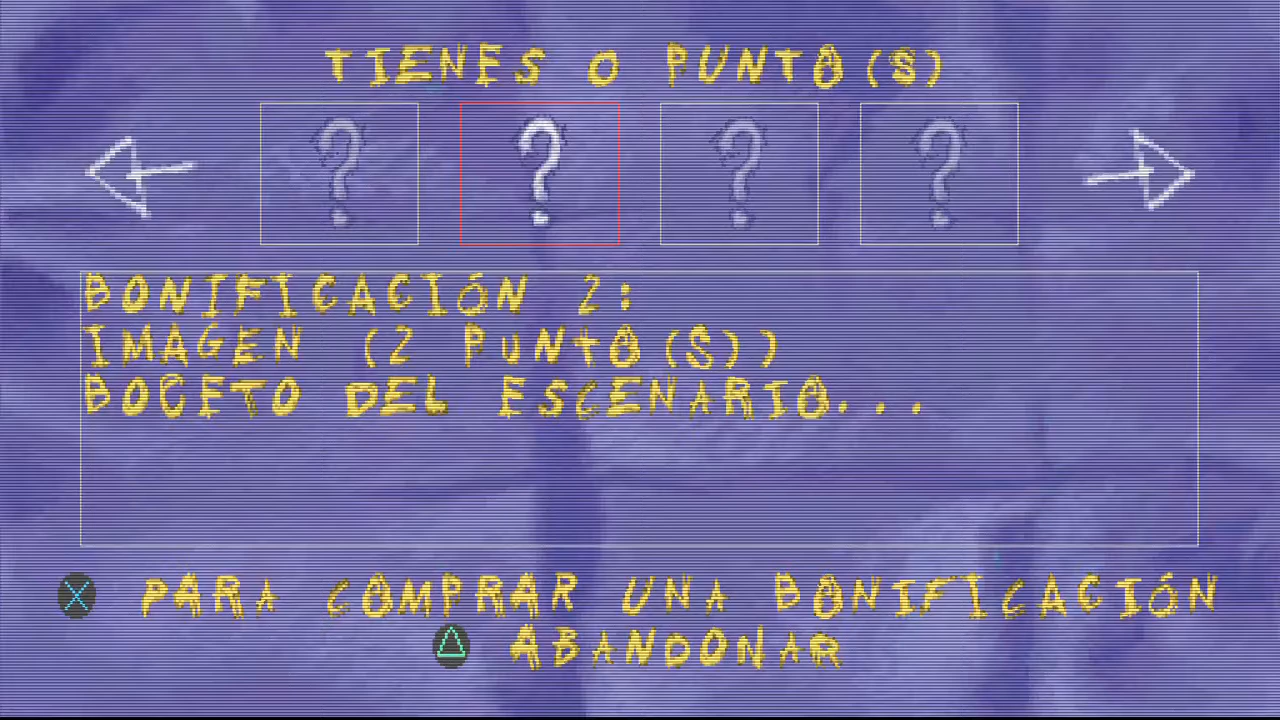 TIENES 0 PUNTO(S)
? ? ? ?
BONIFICACIÓN 2:
IMAGEN (2 PUNTO(S))
BOCETO DEL ESCENARIO...
PARA COMPRAR UNA BONIFICACIÓN
ABANDONAR